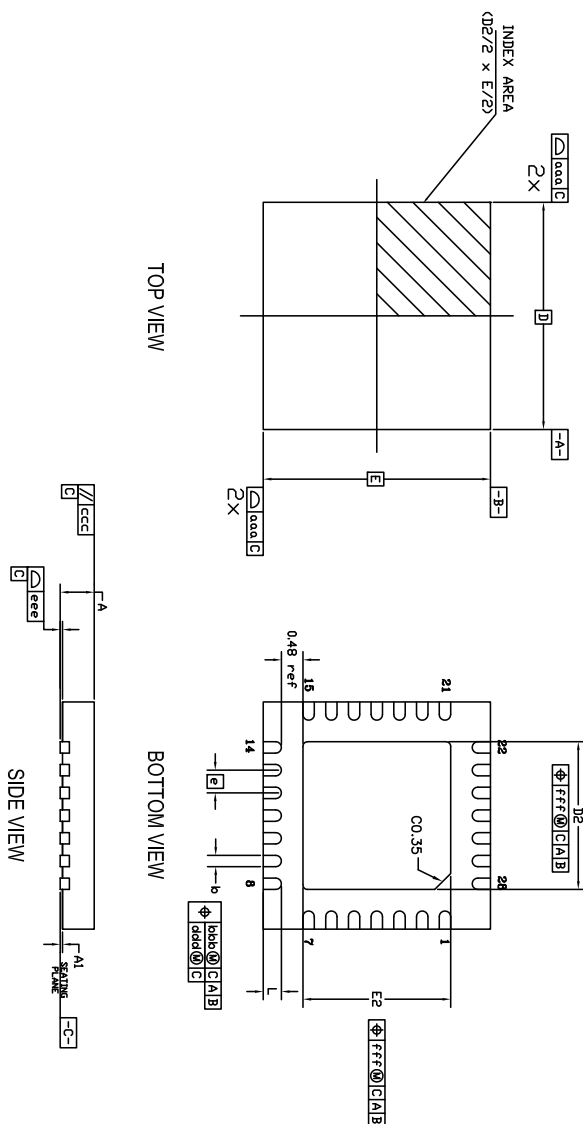 INDEX AREA
(D2/2 x E/2)
aaa C
2X
D
-A-
-B-
E
aaa C
2X
TOP VIEW
D2
fff Ⓜ C A B
0.48 ref
15
21
22
14
e
C0.35
8
28
b
7
1
bbb Ⓜ C A B
ddd Ⓜ C
L
E2
fff Ⓜ C A B
BOTTOM VIEW
// ccc
C
A
eee
C
A1
SEATING
PLANE
-C-
SIDE VIEW